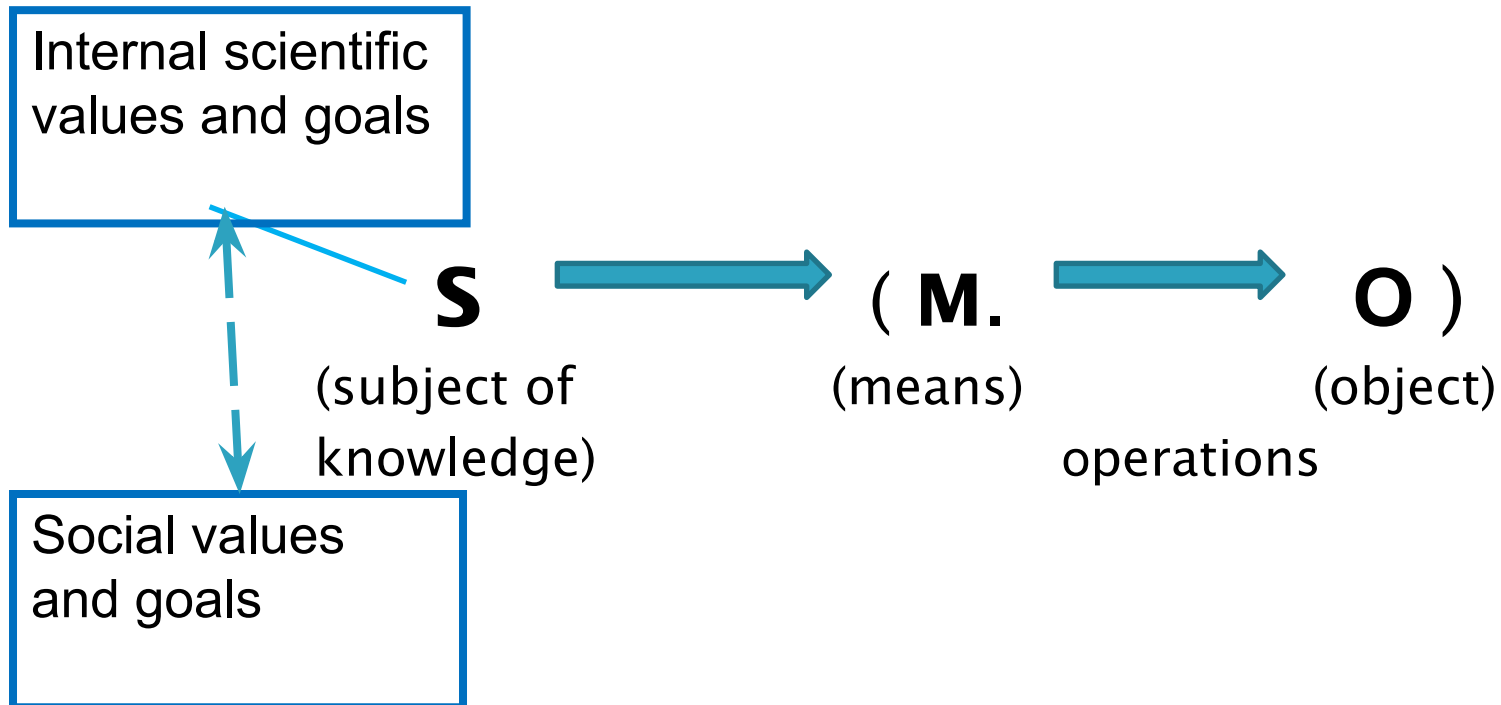 Internal scientific
values and goals
S ( M. O )
(subject of
knowledge)
(means)
(object)
operations
Social values
and goals